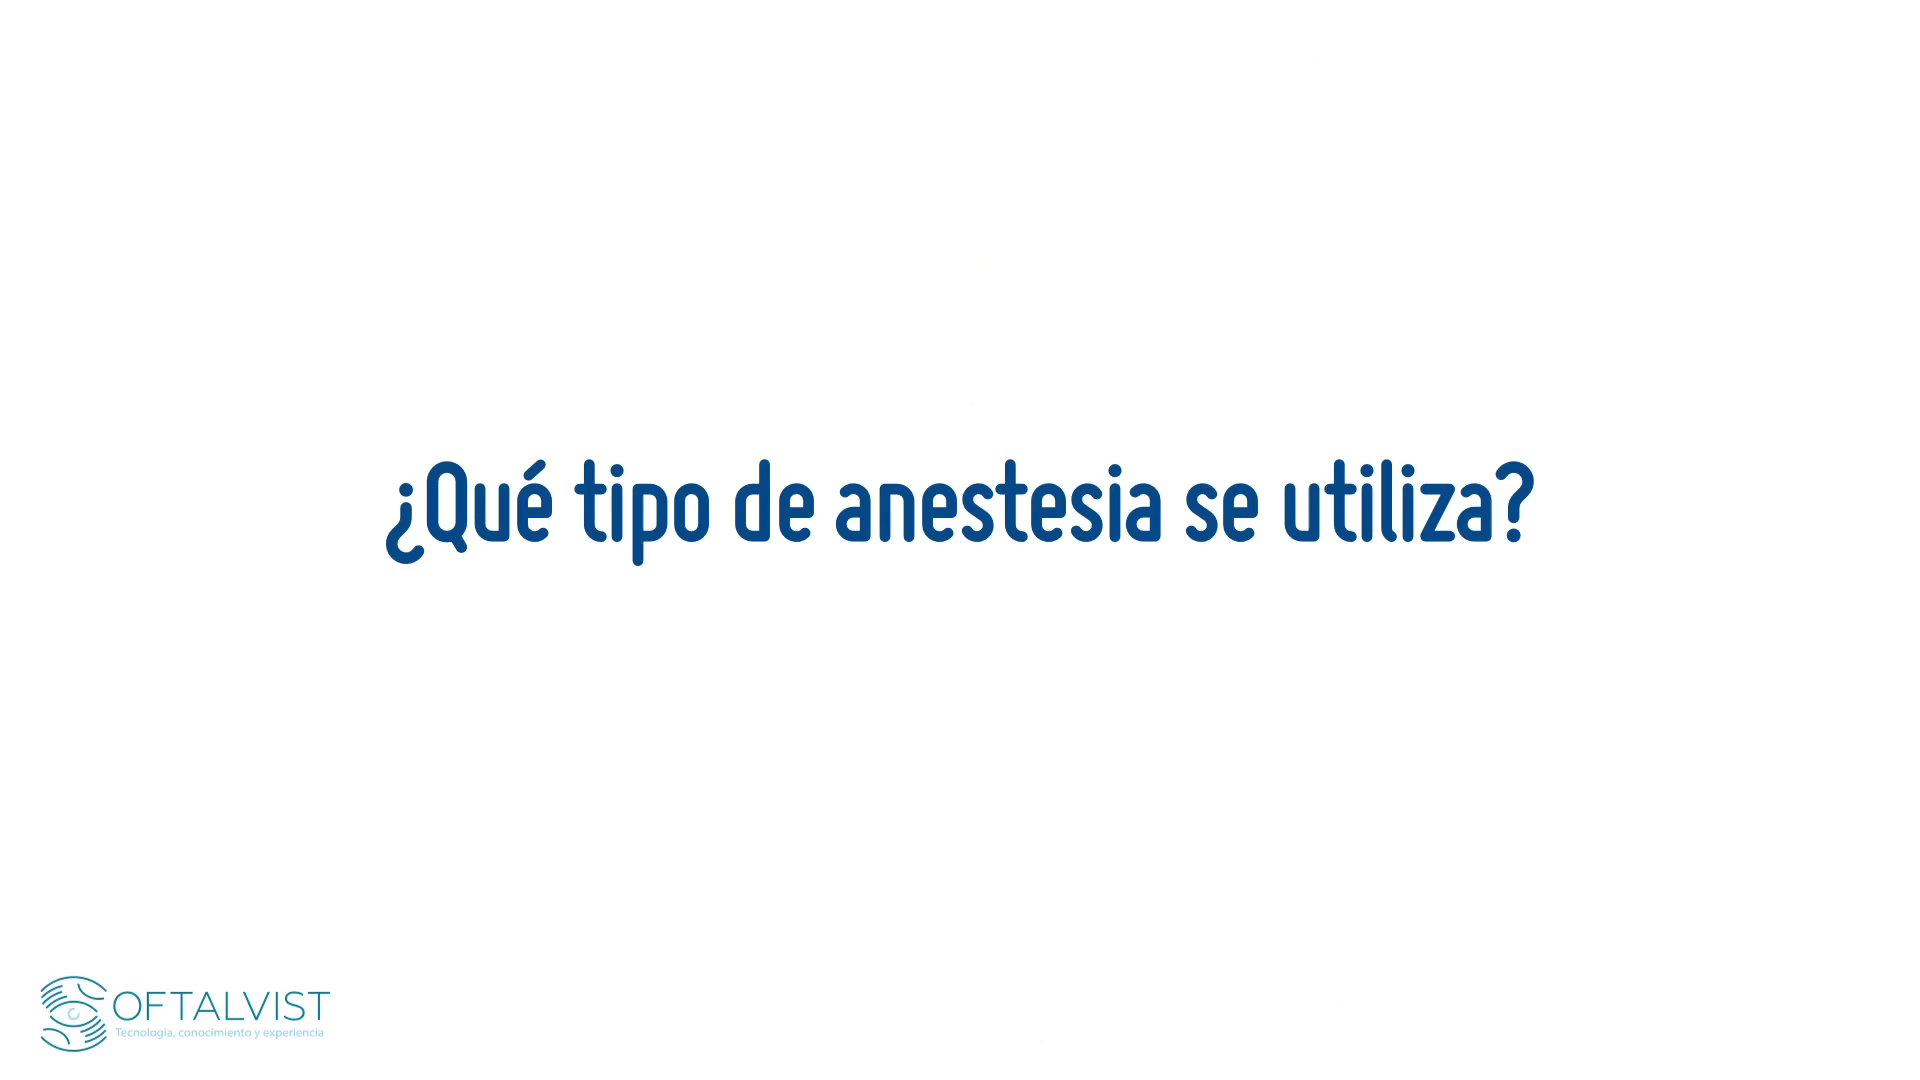 ¿Qué tipo de anestesia se utiliza?
OFTALVIST
Tecnología, conocimiento y experiencia